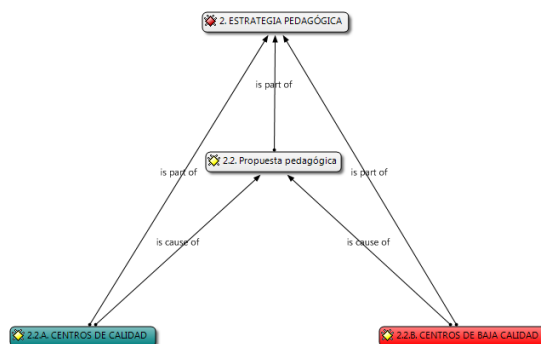 2. ESTRATEGIA PEDAGÓGICA
is part of
2.2. Propuesta pedagógica
is part of
is part of
is cause of
is cause of
2.2.A. CENTROS DE CALIDAD
2.2.B. CENTROS DE BAJA CALIDAD